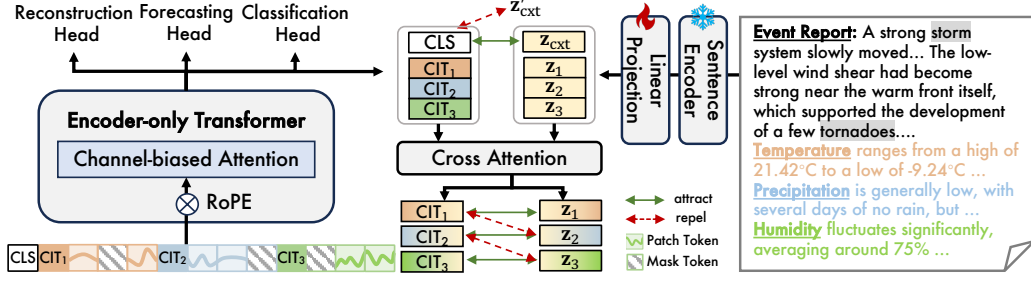 Reconstruction Head
Forecasting Head
Classification Head
Encoder-only Transformer
Channel-biased Attention
RoPE
CLS CIT1 CIT2 CIT3
z′cxt
CLS
CIT1
CIT2
CIT3
zcxt
z1
z2
z3
Cross Attention
CIT1
CIT2
CIT3
z1
z2
z3
attract
repel
Patch Token
Mask Token
Linear Projection
Sentence Encoder
Event Report: A strong storm
system slowly moved... The low-
level wind shear had become
strong near the warm front itself,
which supported the development
of a few tornadoes....
Temperature ranges from a high of
21.42°C to a low of -9.24°C ...
Precipitation is generally low, with
several days of no rain, but ...
Humidity fluctuates significantly,
averaging around 75% ...